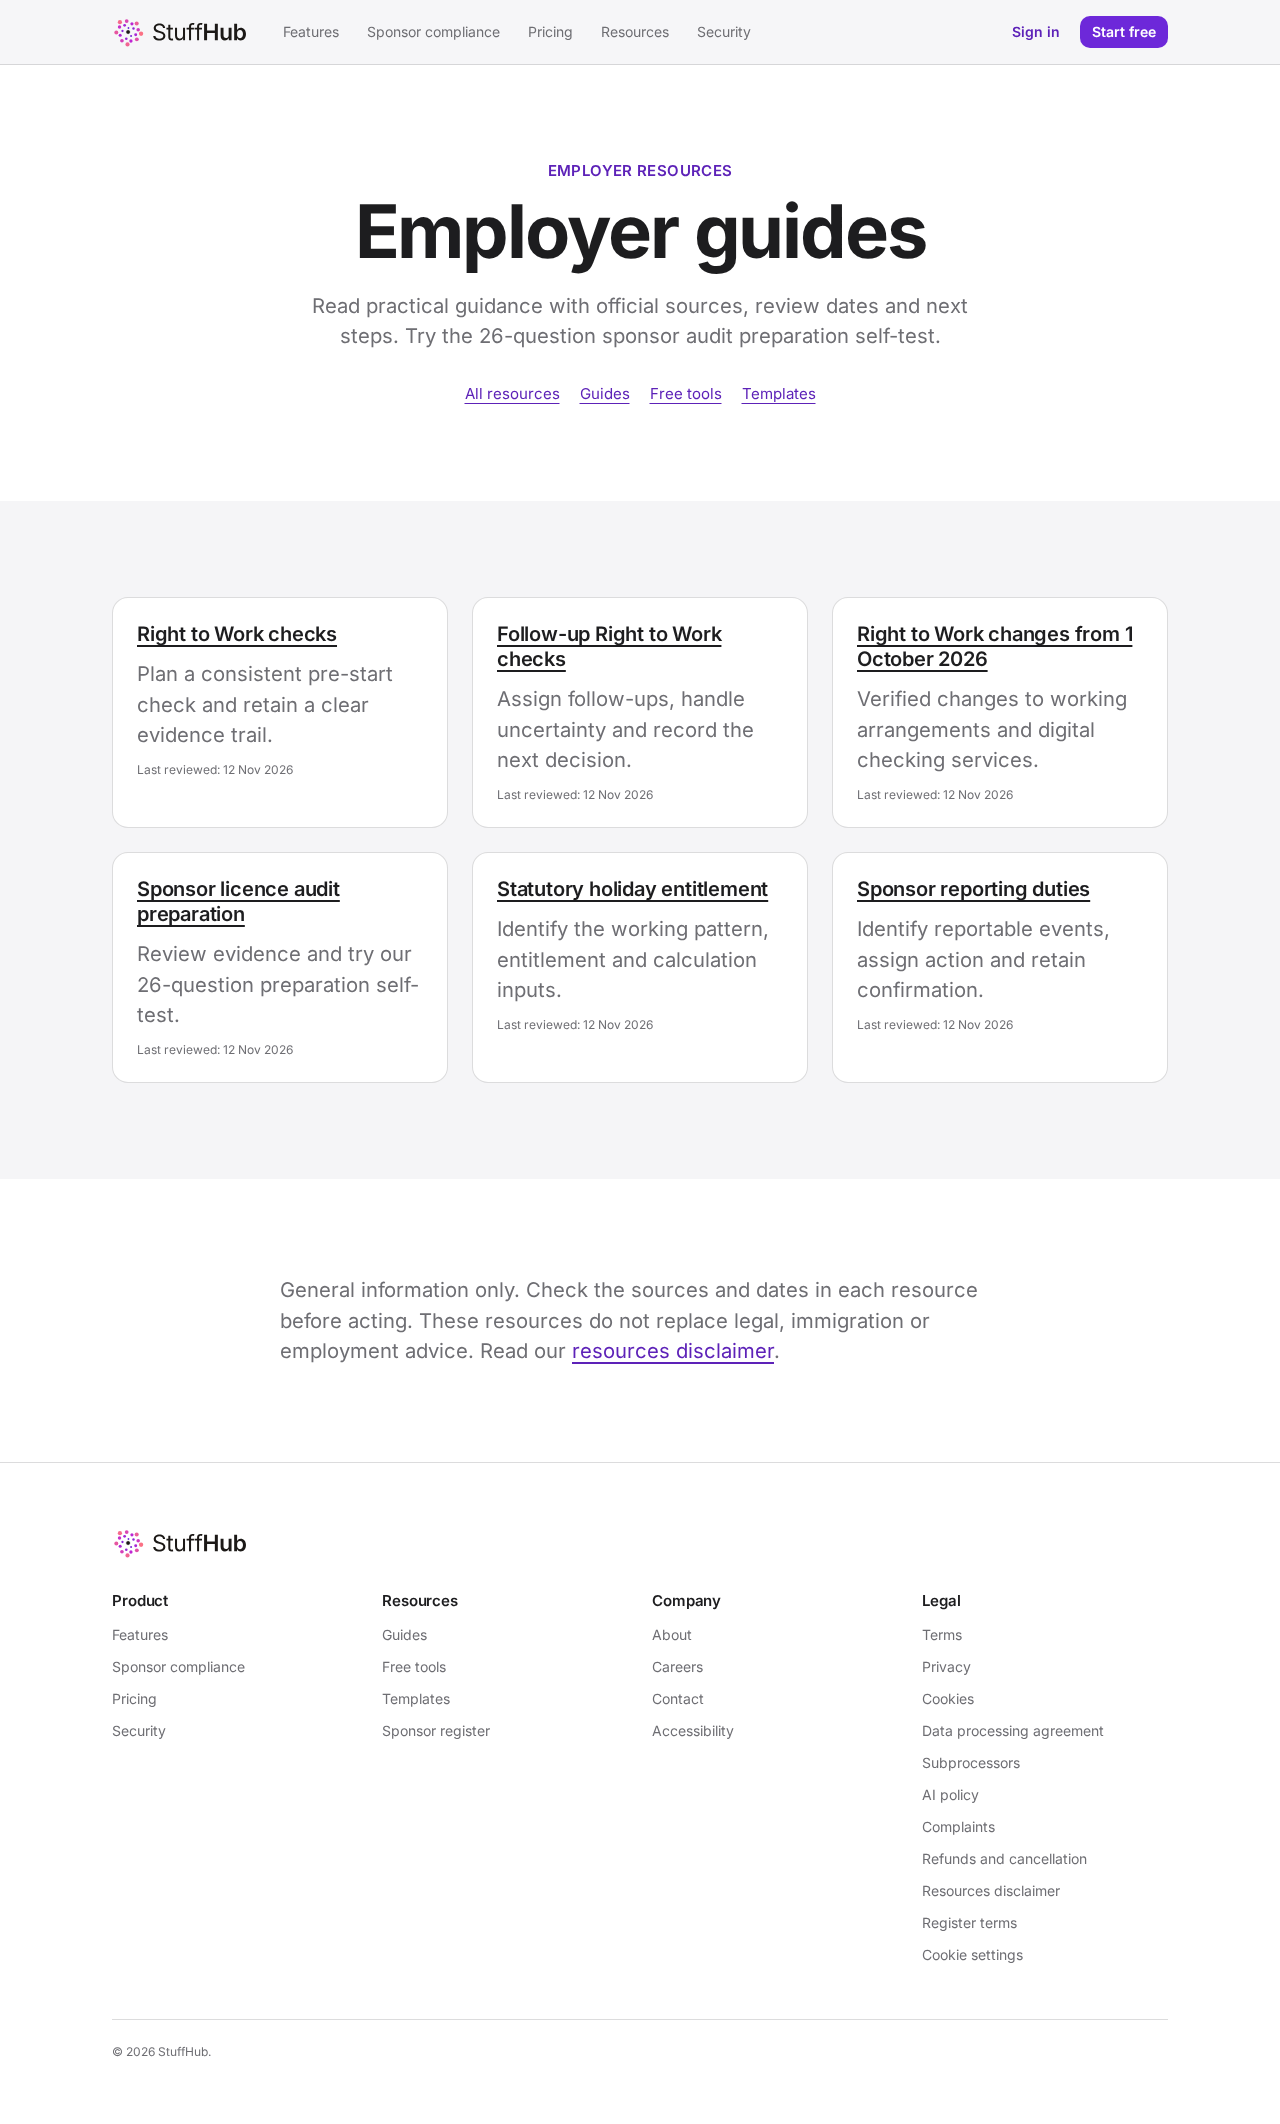 StuffHub Features Sponsor compliance Pricing Resources Security Sign in Start free
EMPLOYER RESOURCES
Employer guides
Read practical guidance with official sources, review dates and next
steps. Try the 26-question sponsor audit preparation self-test.
All resources Guides Free tools Templates
Right to Work checks
Plan a consistent pre-start
check and retain a clear
evidence trail.
Last reviewed: 12 Nov 2026
Follow-up Right to Work
checks
Assign follow-ups, handle
uncertainty and record the
next decision.
Last reviewed: 12 Nov 2026
Right to Work changes from 1
October 2026
Verified changes to working
arrangements and digital
checking services.
Last reviewed: 12 Nov 2026
Sponsor licence audit
preparation
Review evidence and try our
26-question preparation self-
test.
Last reviewed: 12 Nov 2026
Statutory holiday entitlement
Identify the working pattern,
entitlement and calculation
inputs.
Last reviewed: 12 Nov 2026
Sponsor reporting duties
Identify reportable events,
assign action and retain
confirmation.
Last reviewed: 12 Nov 2026
General information only. Check the sources and dates in each resource
before acting. These resources do not replace legal, immigration or
employment advice. Read our resources disclaimer.
StuffHub
Product
Features
Sponsor compliance
Pricing
Security
Resources
Guides
Free tools
Templates
Sponsor register
Company
About
Careers
Contact
Accessibility
Legal
Terms
Privacy
Cookies
Data processing agreement
Subprocessors
AI policy
Complaints
Refunds and cancellation
Resources disclaimer
Register terms
Cookie settings
© 2026 StuffHub.